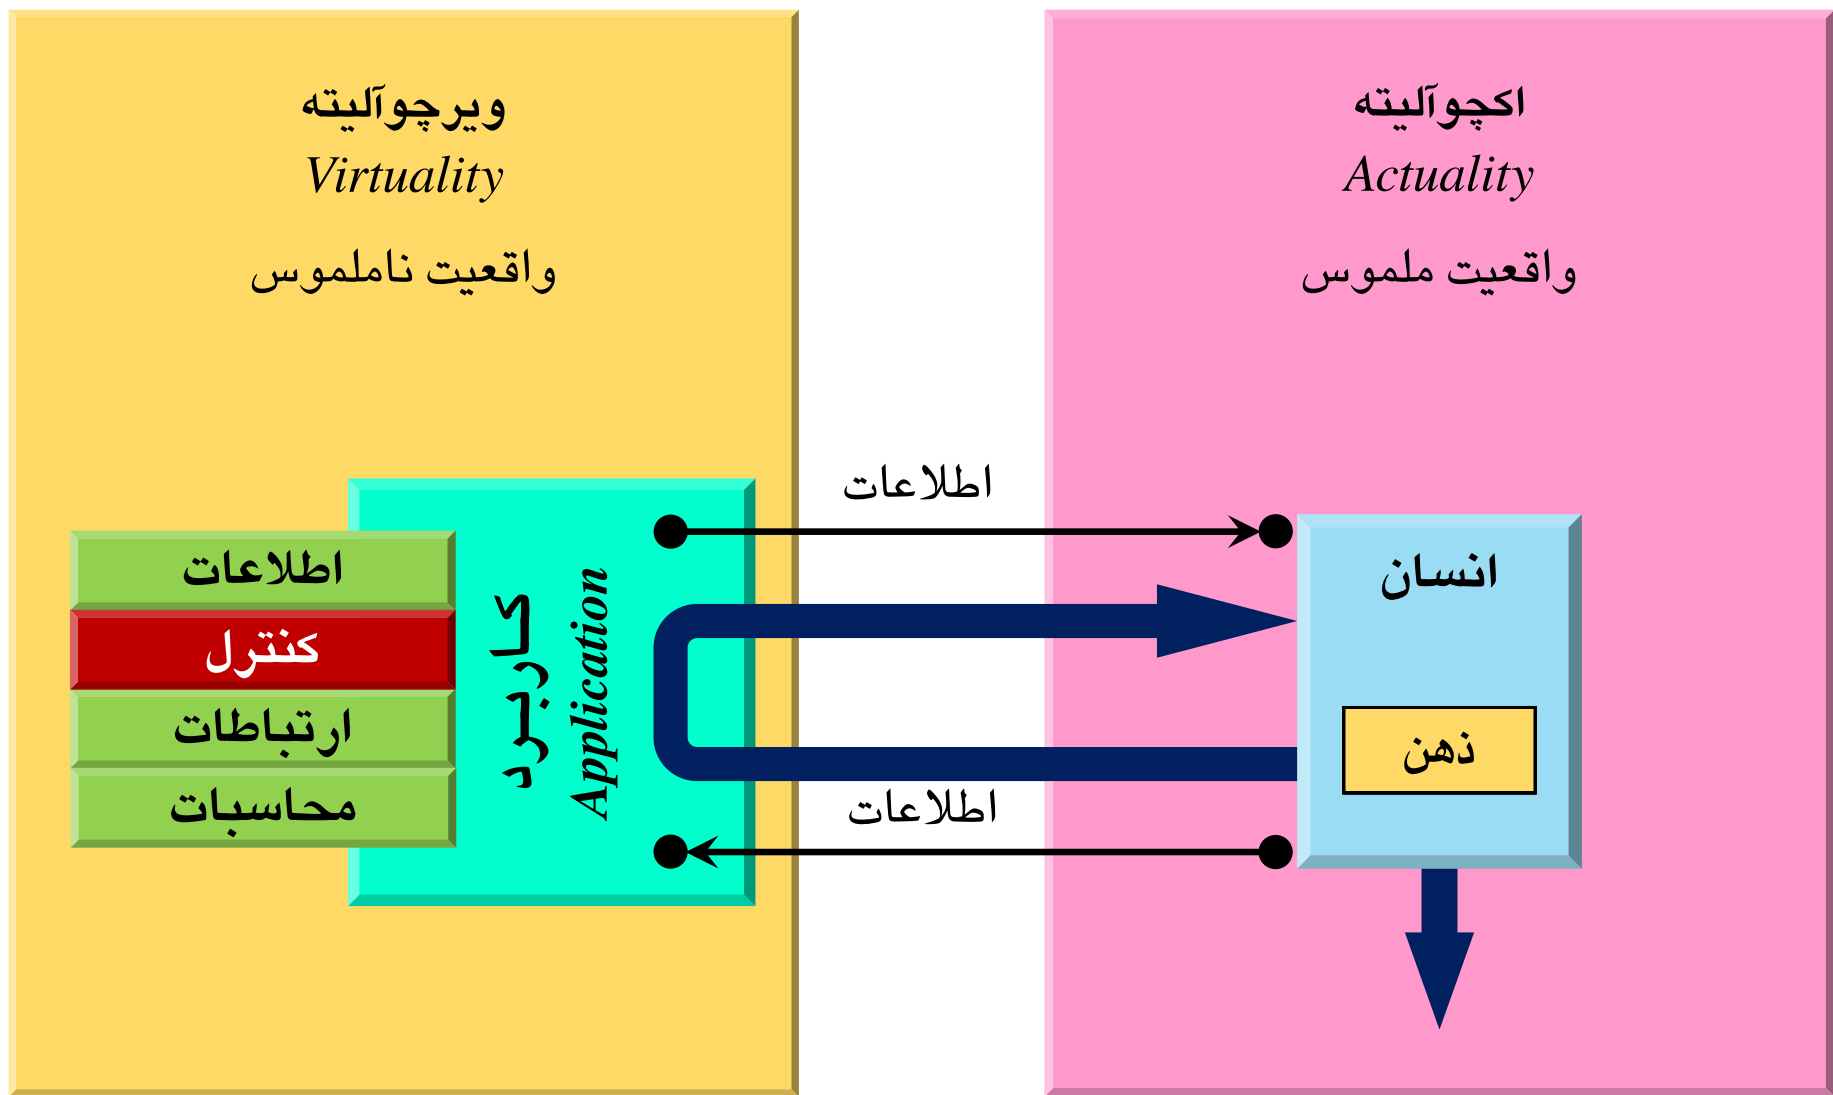 اکچوآلیته
Actuality
واقعیت ملموس
ویرچوآلیته
Virtuality
واقعیت ناملموس
اطلاعات
انسان
ذهن
اطلاعات
کاربرد
Application
اطلاعات
کنترل
ارتباطات
محاسبات